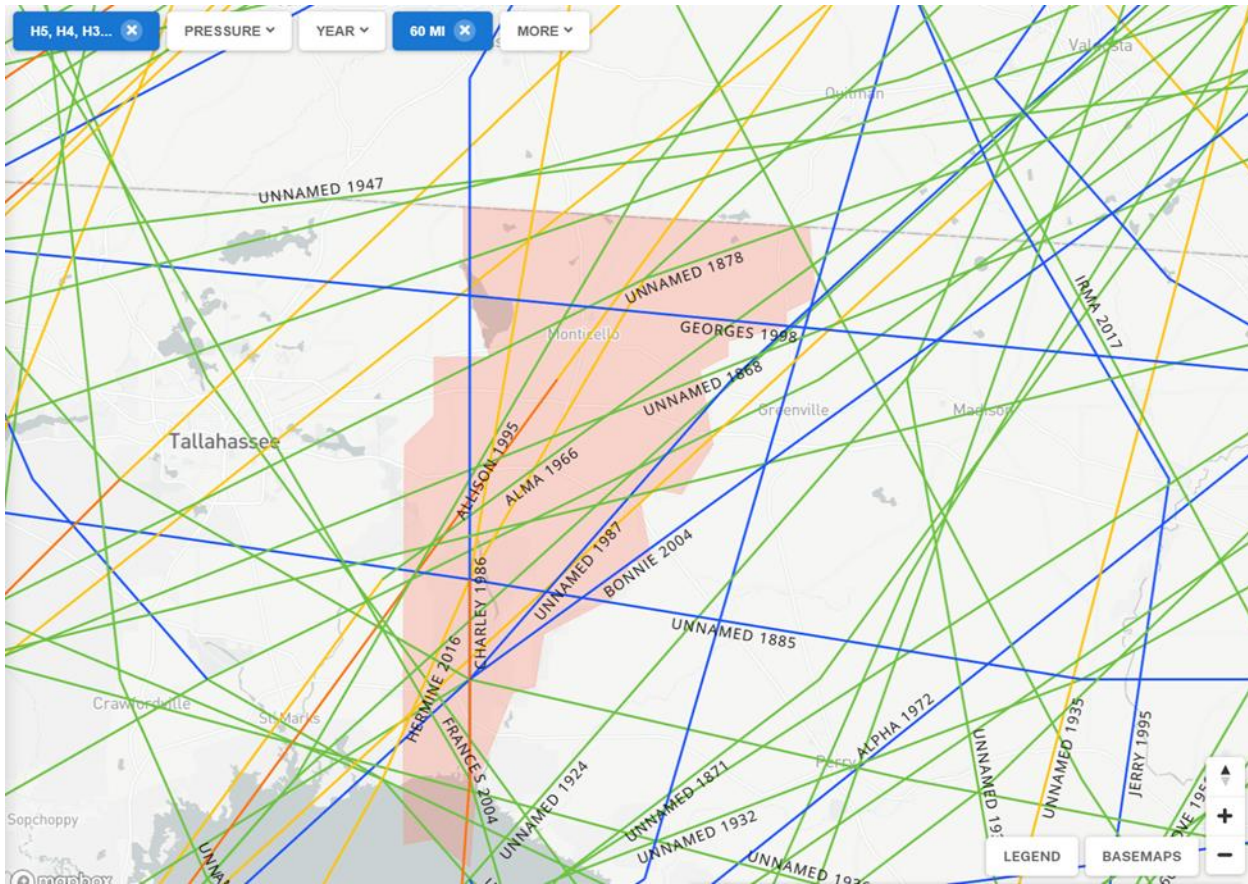 H5, H4, H3...
PRESSURE
YEAR
60 MI
MORE
Valdosta
Quitman
UNNAMED 1947
UNNAMED 1878
IRMA 2017
Monticello
GEORGES 1998
UNNAMED 1868
Greenville
Madison
Tallahassee
ALLISON 1995
ALMA 1966
UNNAMED 1987
BONNIE 2004
CHARLEY 1986
UNNAMED 1885
HERMINE 2016
Crawfordville
St. Marks
FRANCES 2004
ALPHA 1972
UNNAMED 1935
JERRY 1995
Perry
UNNAMED 1924
UNNAMED 1871
UNNAMED 1932
Sopchoppy
LEGEND
BASEMAPS
mapbox